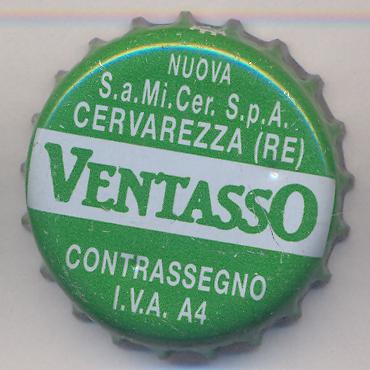 NUOVA
S.a.Mi.Cer. S.p.A.
CERVAREZZA (RE)
VENTASSO
CONTRASSEGNO
I.V.A. A4